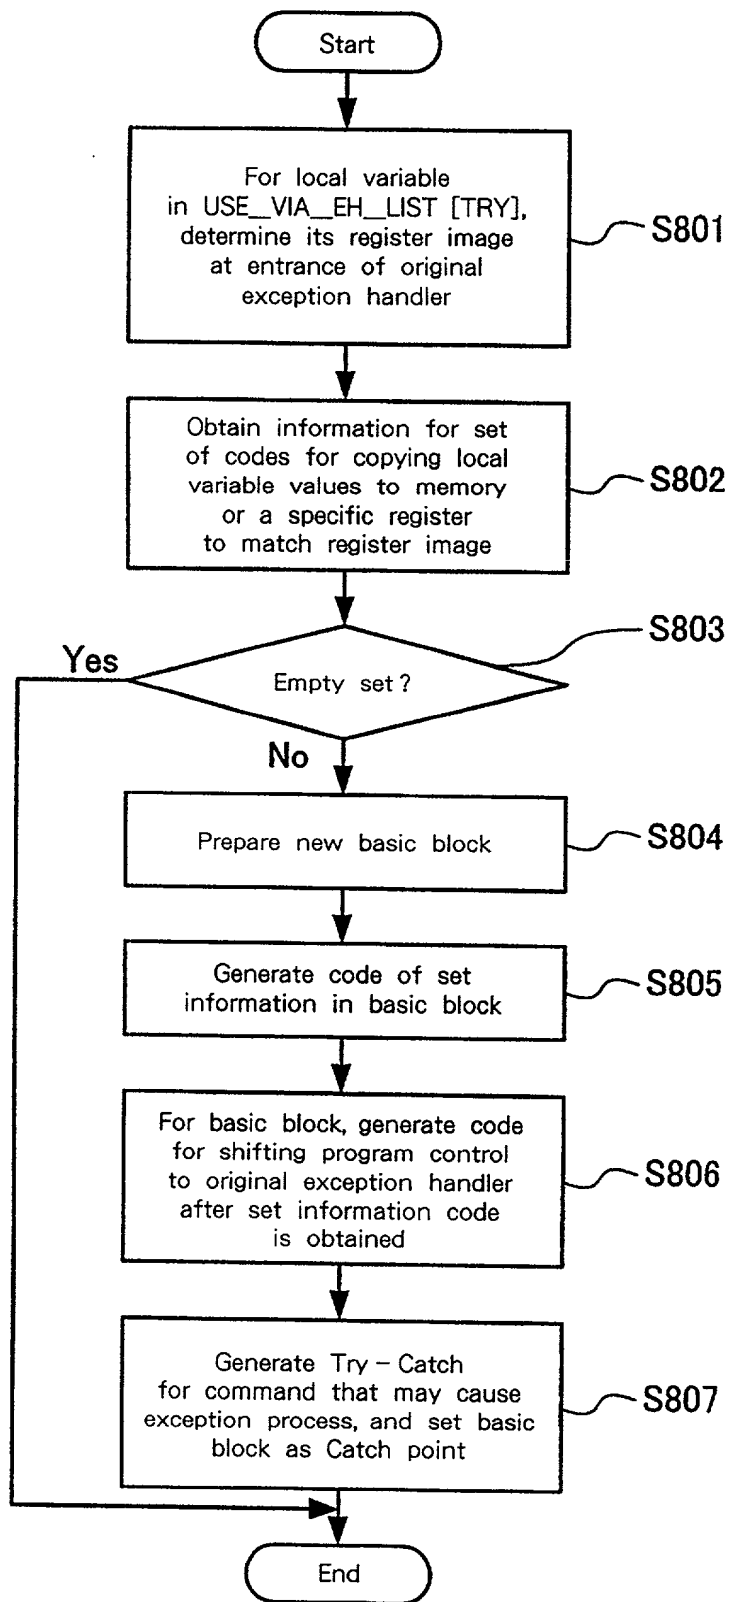 Start
For local variable
in USE__VIA__EH__LIST [TRY],
determine its register image
at entrance of original
exception handler
S801
Obtain information for set
of codes for copying local
variable values to memory
or a specific register
to match register image
S802
S803
Yes
Empty set?
No
Prepare new basic block
S804
Generate code of set
information in basic block
S805
For basic block, generate code
for shifting program control
to original exception handler
after set information code
is obtained
S806
Generate Try-Catch
for command that may cause
exception process, and set basic
block as Catch point
S807
End